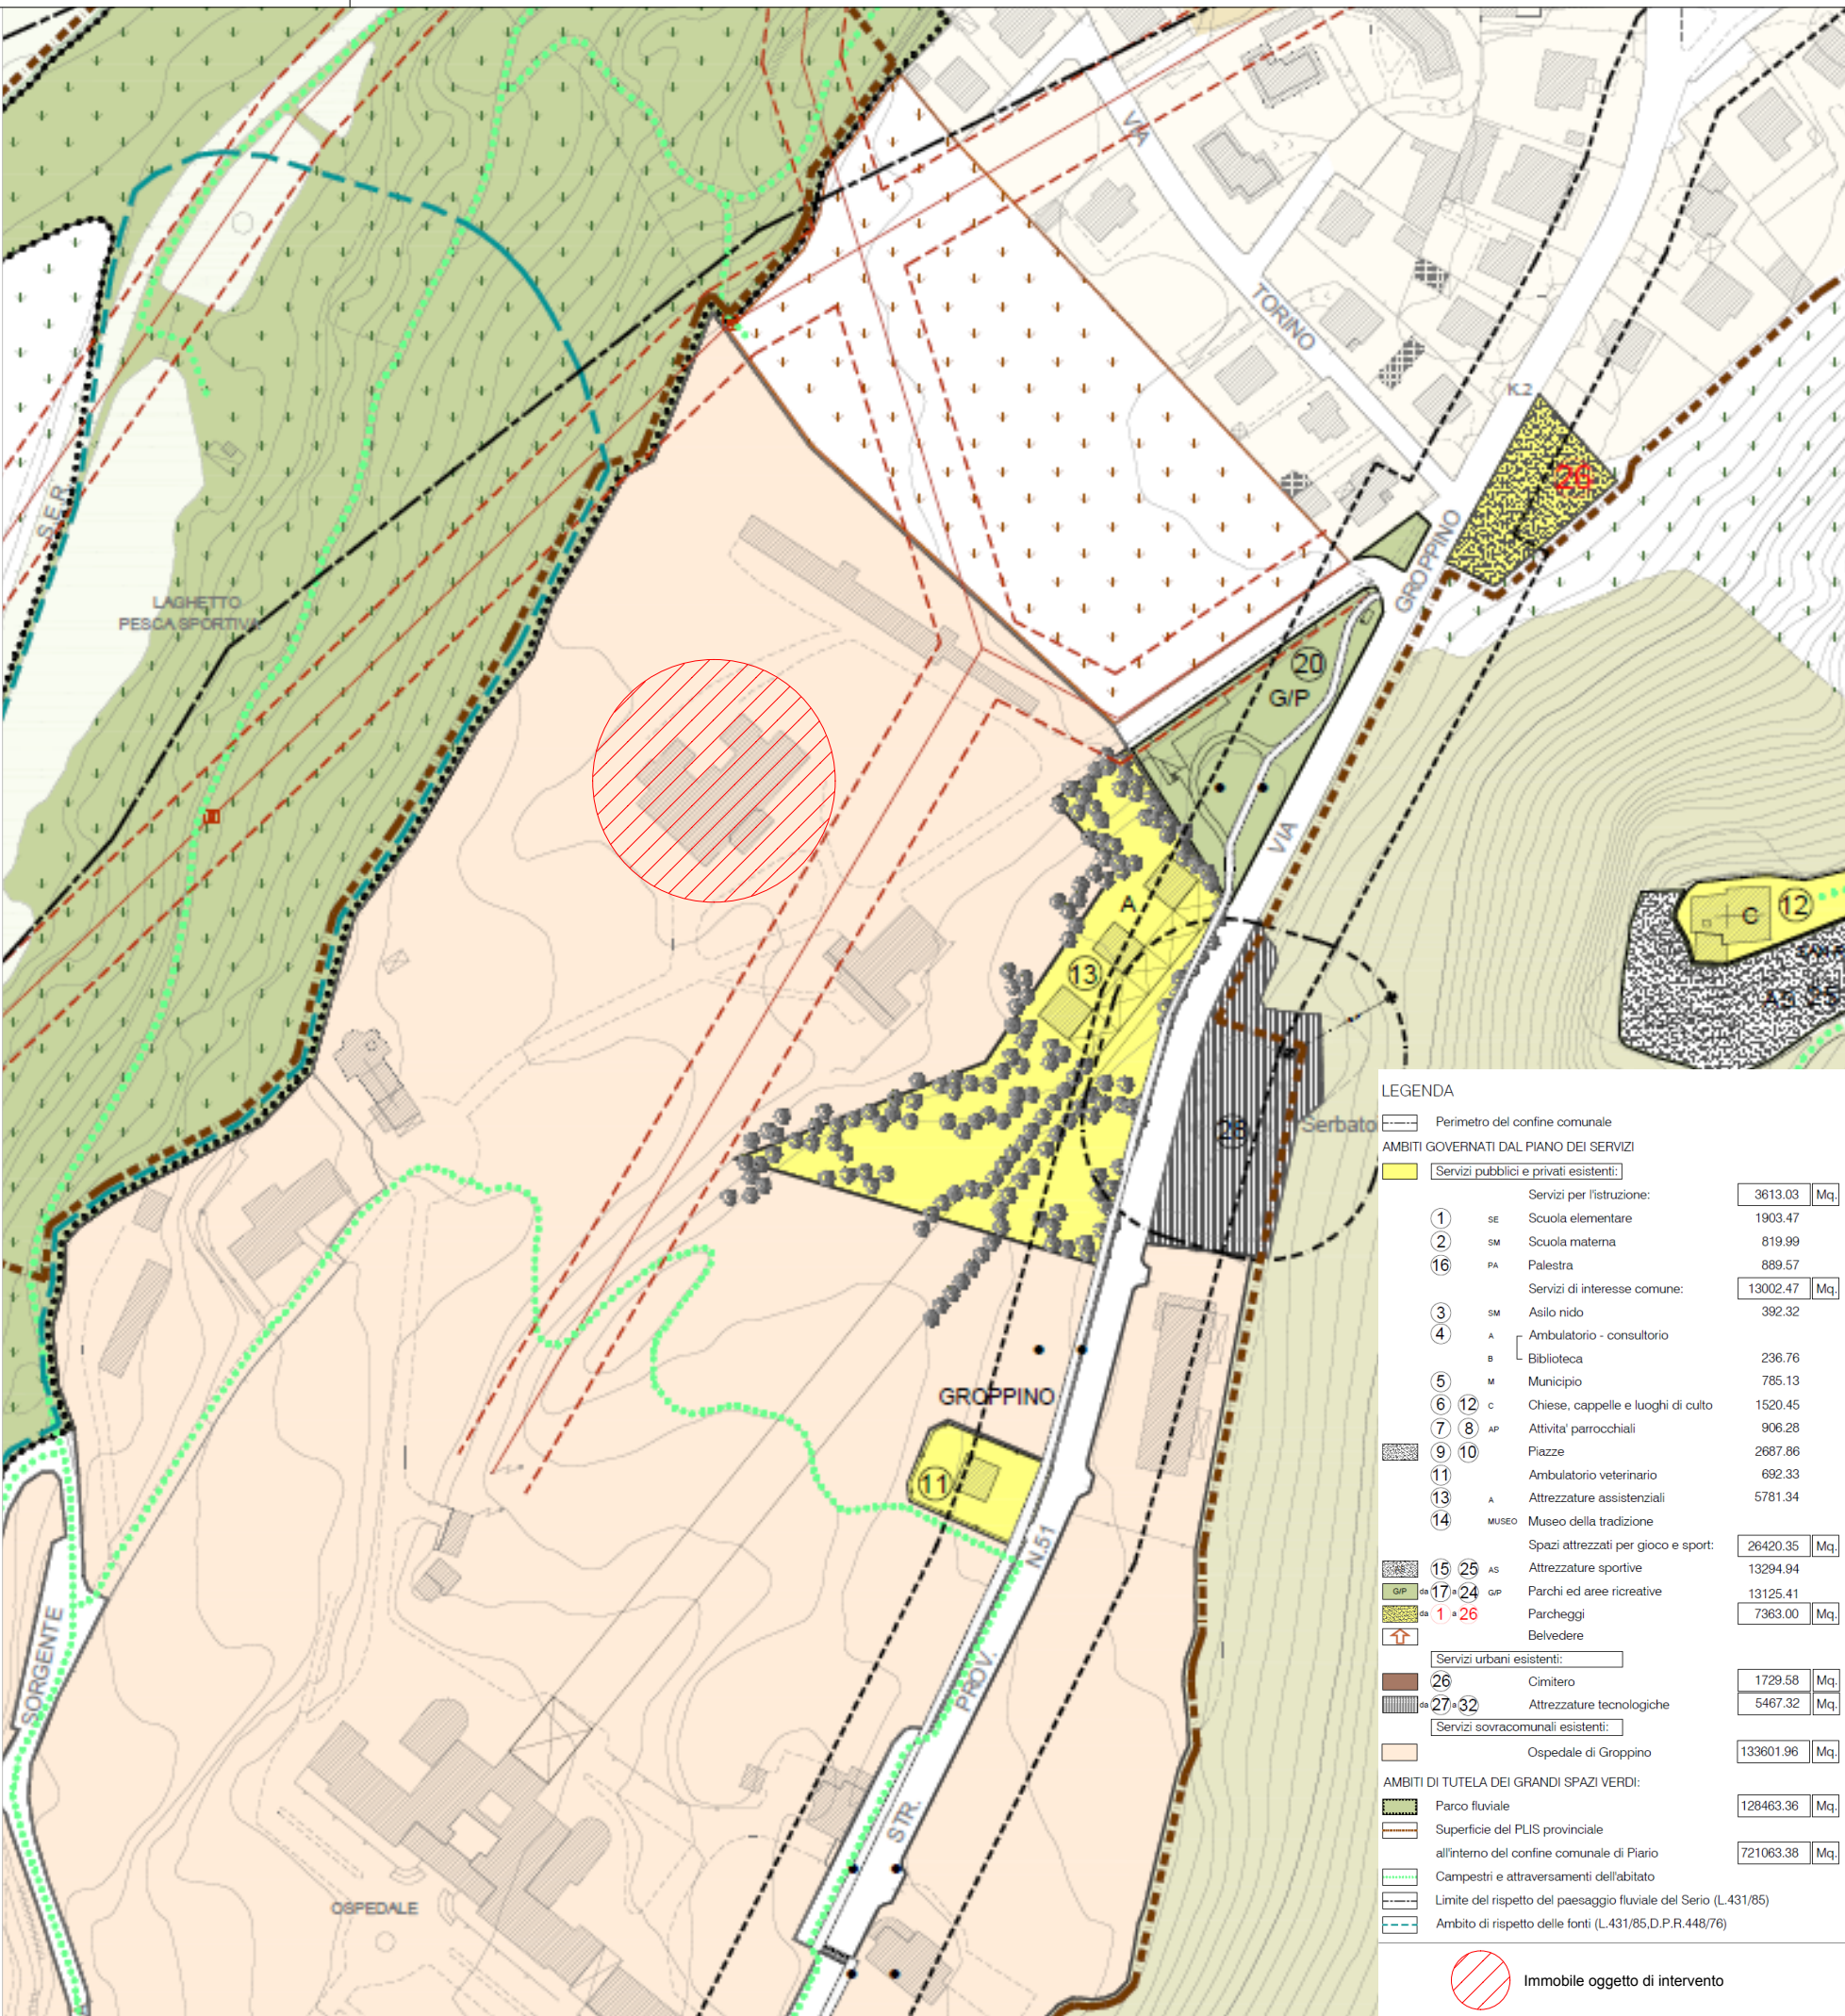 VIA
TORINO
K.2
26
S.E.R.
LAGHETTO
PESCA SPORTIVA
GROPPINO
20
G/P
VIA
A
13
C
12
28
Serbato
GROPPINO
11
N.51
PROV.
STR.
SORGENTE
OSPEDALE
LEGENDA
Perimetro del confine comunale
AMBITI GOVERNATI DAL PIANO DEI SERVIZI
Servizi pubblici e privati esistenti:
Servizi per l'istruzione: 3613.03 Mq.
1 SE Scuola elementare 1903.47
2 SM Scuola materna 819.99
16 PA Palestra 889.57
Servizi di interesse comune: 13002.47 Mq.
3 SM Asilo nido 392.32
4 A Ambulatorio - consultorio
B Biblioteca 236.76
5 M Municipio 785.13
6 12 C Chiese, cappelle e luoghi di culto 1520.45
7 8 AP Attivita' parrocchiali 906.28
9 10 Piazze 2687.86
11 Ambulatorio veterinario 692.33
13 A Attrezzature assistenziali 5781.34
14 MUSEO Museo della tradizione
Spazi attrezzati per gioco e sport: 26420.35 Mq.
15 25 AS Attrezzature sportive 13294.94
G/P da 17 a 24 G/P Parchi ed aree ricreative 13125.41
da 1 a 26 Parcheggi 7363.00 Mq.
Belvedere
Servizi urbani esistenti:
26 Cimitero 1729.58 Mq.
da 27 a 32 Attrezzature tecnologiche 5467.32 Mq.
Servizi sovracomunali esistenti:
Ospedale di Groppino 133601.96 Mq.
AMBITI DI TUTELA DEI GRANDI SPAZI VERDI:
Parco fluviale 128463.36 Mq.
Superficie del PLIS provinciale
all'interno del confine comunale di Piario 721063.38 Mq.
Campestri e attraversamenti dell'abitato
Limite del rispetto del paesaggio fluviale del Serio (L.431/85)
Ambito di rispetto delle fonti (L.431/85,D.P.R.448/76)
Immobile oggetto di intervento